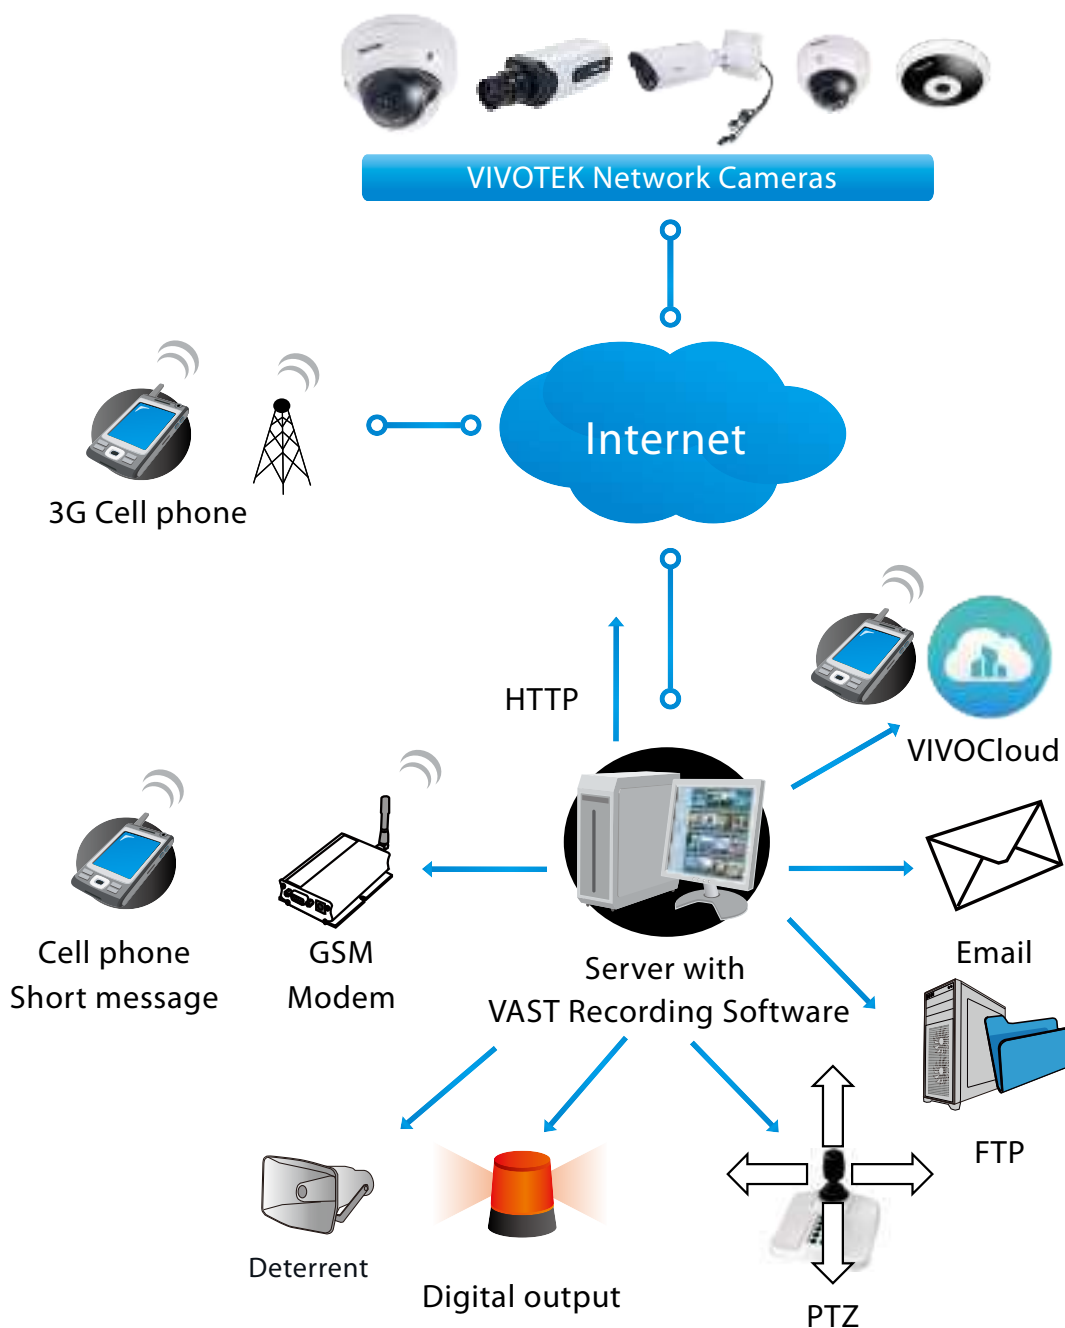 VIVOTEK Network Cameras
Internet
3G Cell phone
HTTP
VIVOCloud
Cell phone
Short message
GSM
Modem
Server with
VAST Recording Software
Email
FTP
Deterrent
Digital output
PTZ